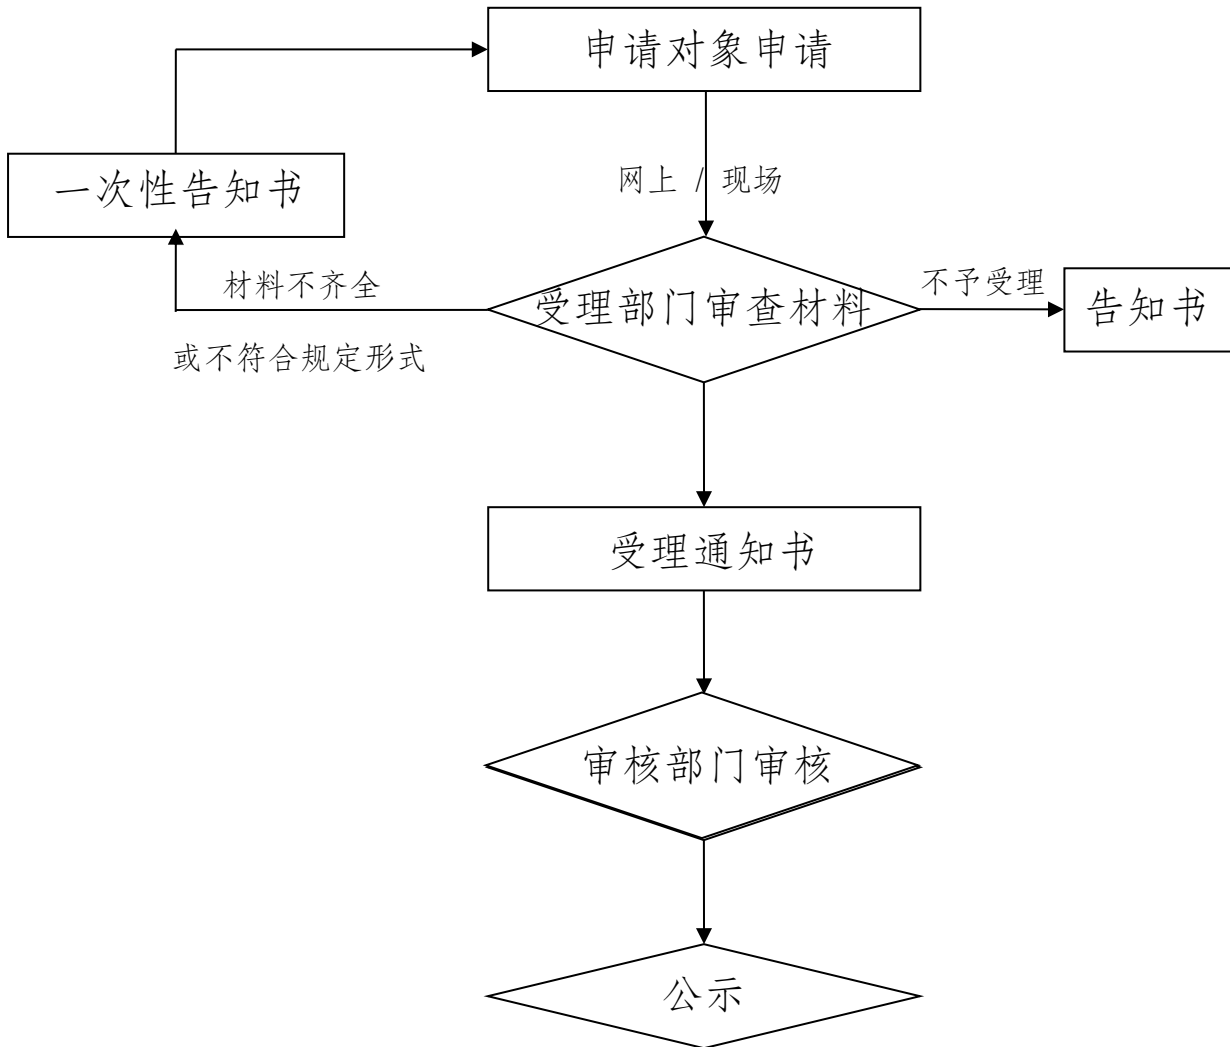 申请对象申请
一次性告知书
网上 / 现场
材料不齐全
受理部门审查材料
不予受理
告知书
或不符合规定形式
受理通知书
审核部门审核
公示